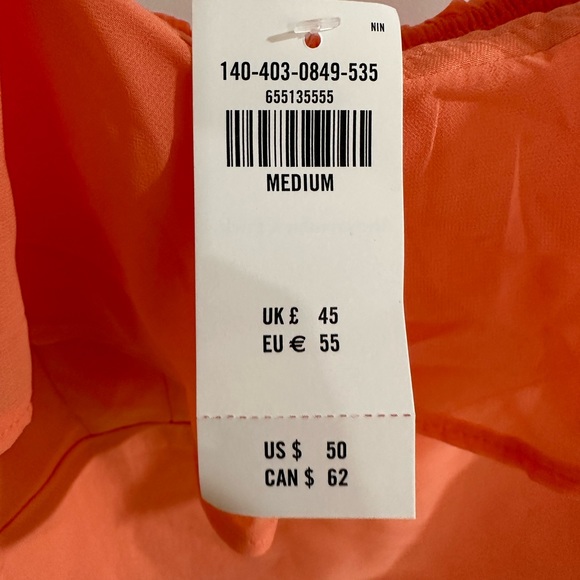 NIN
140-403-0849-535
655135555
MEDIUM
UK £ 45
EU € 55
US $ 50
CAN $ 62